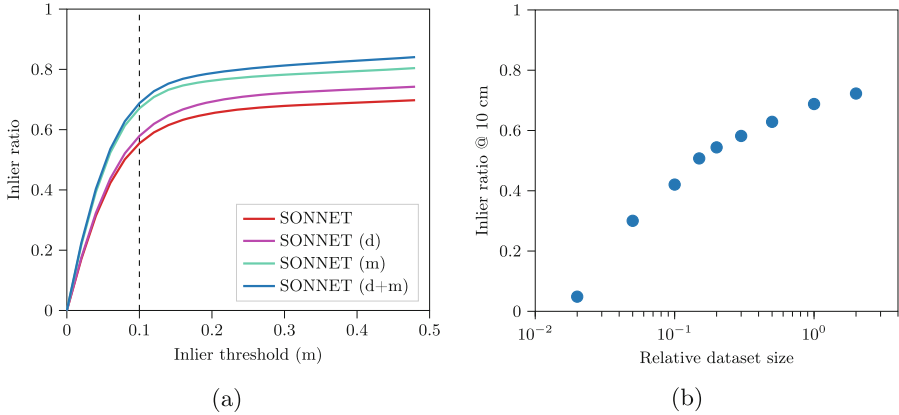 1
0.8
0.6
0.4
0.2
0
Inlier ratio
0
0.1
0.2
0.3
0.4
0.5
Inlier threshold (m)
SONNET
SONNET (d)
SONNET (m)
SONNET (d+m)
(a)
1
0.8
0.6
0.4
0.2
0
Inlier ratio @ 10 cm
10⁻²
10⁻¹
10⁰
Relative dataset size
(b)